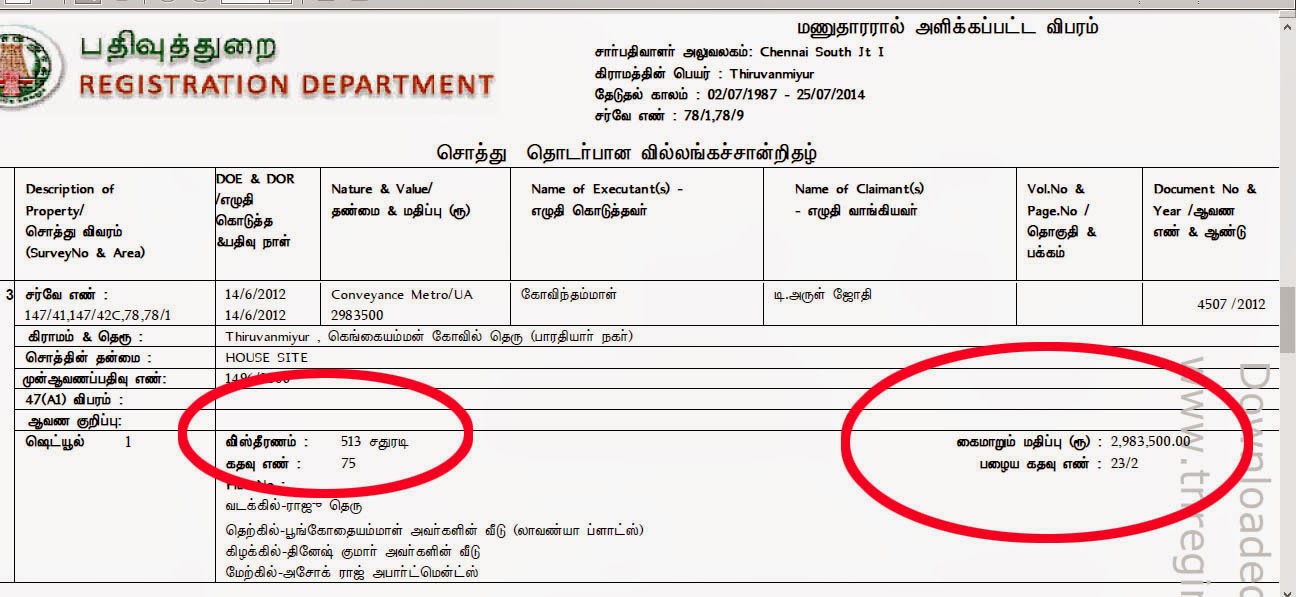 பதிவுத்துறை
REGISTRATION DEPARTMENT
மனுதாரரால் அளிக்கப்பட்ட விபரம்
சார்பதிவாளர் அலுவலகம்: Chennai South Jt I
கிராமத்தின் பெயர் : Thiruvanmiyur
தேடுதல் காலம் : 02/07/1987 - 25/07/2014
சர்வே எண் : 78/1,78/9
சொத்து தொடர்பான வில்லங்கச்சான்றிதழ்
Description of
Property/
சொத்து விவரம்
(SurveyNo & Area)
DOE & DOR
/எழுதி
கொடுத்த
&பதிவு நாள்
Nature & Value/
தன்மை & மதிப்பு (ரூ)
Name of Executant(s) -
எழுதி கொடுத்தவர்
Name of Claimant(s)
- எழுதி வாங்கியவர்
Vol.No &
Page.No /
தொகுதி &
பக்கம்
Document No &
Year /ஆவண
எண் & ஆண்டு
3 சர்வே எண் :
147/41,147/42C,78,78/1
14/6/2012
14/6/2012
Conveyance Metro/UA
2983500
கோவிந்தம்மாள்
டி.அருள் ஜோதி
4507 /2012
கிராமம் & தெரு : Thiruvanmiyur , கெங்கையம்மன் கோவில் தெரு (பாரதியார் நகர்)
சொத்தின் தன்மை : HOUSE SITE
முன்ஆவணப்பதிவு எண்:
47(A1) விபரம் :
ஆவண குறிப்பு:
ஷெட்யூல் 1 விஸ்தீரணம் : 513 சதுரடி கைமாறும் மதிப்பு (ரூ) : 2,983,500.00
கதவு எண் : 75 பழைய கதவு எண் : 23/2
வடக்கில்-ராஜு தெரு
தெற்கில்-பூங்கோதையம்மாள் அவர்களின் வீடு (லாவண்யா ப்ளாட்ஸ்)
கிழக்கில்-தினேஷ் குமார் அவர்களின் வீடு
மேற்கில்-அசோக் ராஜ் அபார்ட்மென்ட்ஸ்
Downloaded
www.tnregin